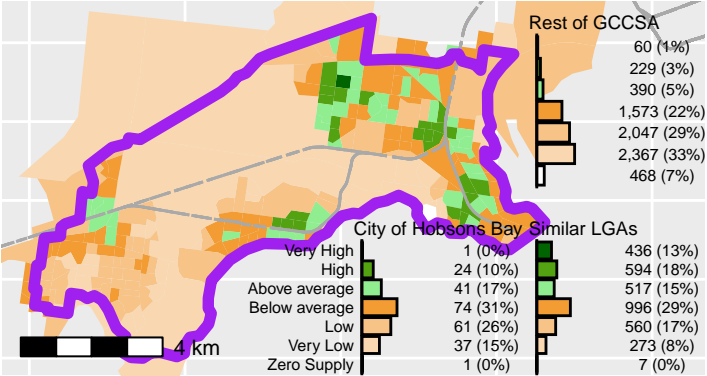 Rest of GCCSA
60 (1%)
229 (3%)
390 (5%)
1,573 (22%)
2,047 (29%)
2,367 (33%)
468 (7%)
City of Hobsons Bay Similar LGAs
Very High 1 (0%) 436 (13%)
High 24 (10%) 594 (18%)
Above average 41 (17%) 517 (15%)
Below average 74 (31%) 996 (29%)
Low 61 (26%) 560 (17%)
Very Low 37 (15%) 273 (8%)
Zero Supply 1 (0%) 7 (0%)
4 km